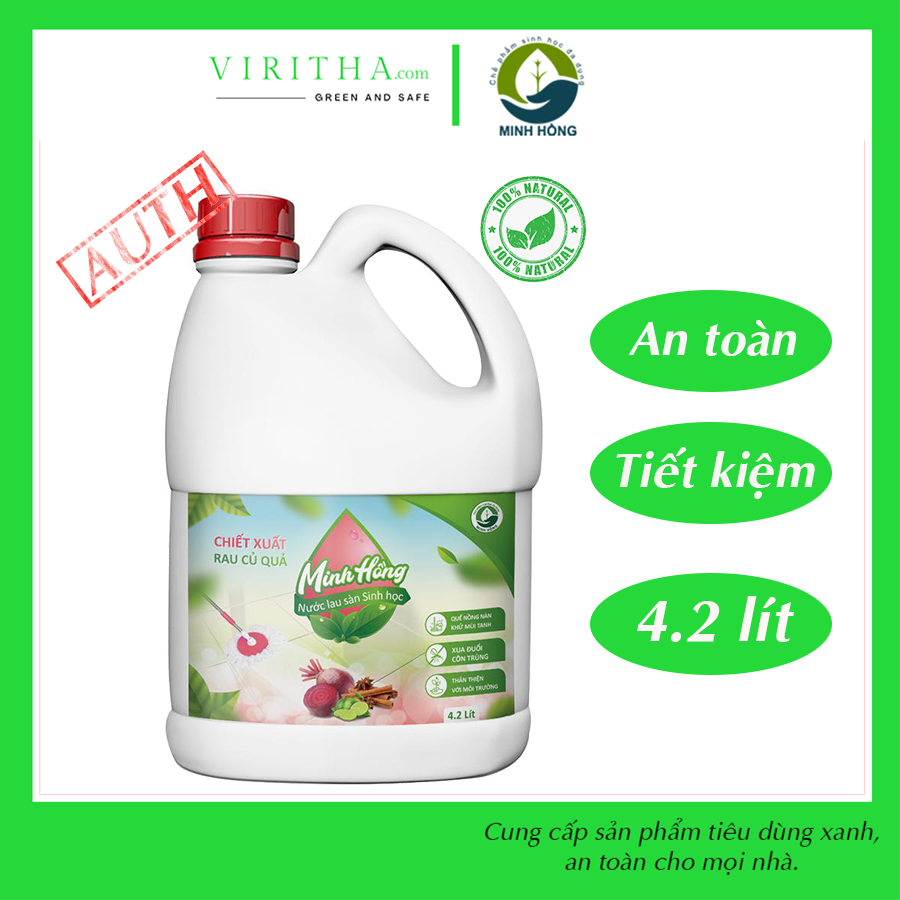 VIRITHA.com
GREEN AND SAFE
Chế phẩm sinh học đa dụng
MINH HỒNG
AUTH
100% NATURAL
100% NATURAL
An toàn
Tiết kiệm
4.2 lít
CHIẾT XUẤT
RAU CỦ QUẢ
Minh Hồng
Nước lau sàn Sinh học
MINH HỒNG
QUẾ NỒNG NÀN
KHỬ MÙI TANH
XUA ĐUỔI
CÔN TRÙNG
THÂN THIỆN
VỚI MÔI TRƯỜNG
4.2 Lít
Cung cấp sản phẩm tiêu dùng xanh,
an toàn cho mọi nhà.